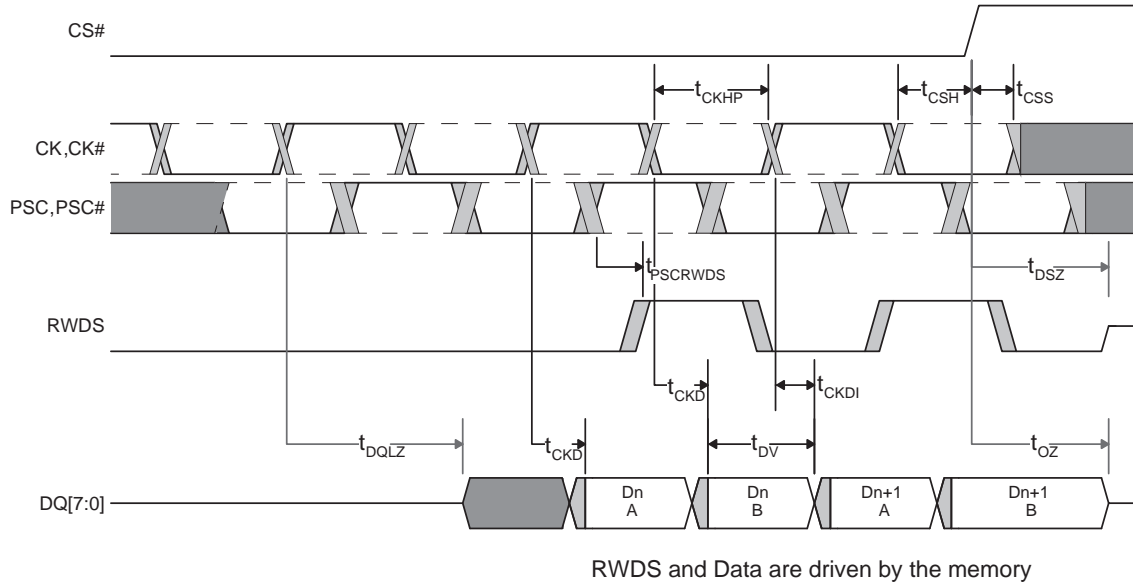 CS#
tCKHP
tCSH
tCSS
CK,CK#
PSC,PSC#
tPSCRWDS
tDSZ
RWDS
tCKD
tCKDI
tDQLZ
tCKD
tDV
tOZ
DQ[7:0]
Dn
A
Dn
B
Dn+1
A
Dn+1
B
RWDS and Data are driven by the memory